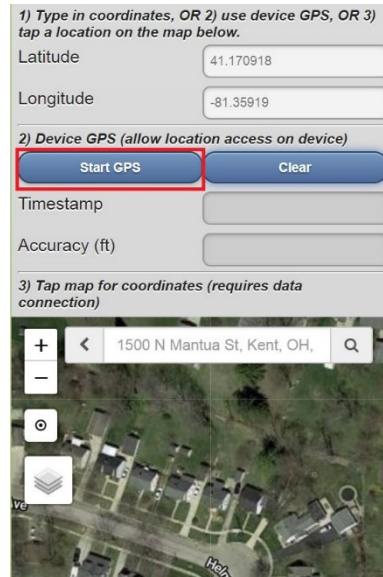 1) Type in coordinates, OR 2) use device GPS, OR 3)
tap a location on the map
below.
Latitude
41.170918
Longitude
-81.35919
2) Device GPS (allow location access on device)
Start GPS
Clear
Timestamp
Accuracy (ft)
3) Tap map for coordinates (requires data
connection)
+
1500 N Mantua St, Kent, OH,
−
ve